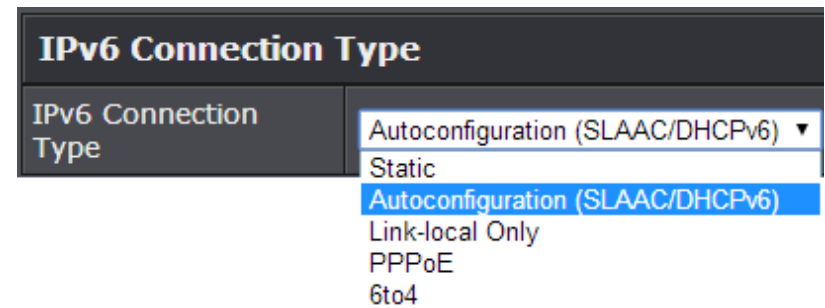 IPv6 Connection Type
IPv6 Connection
Type
Autoconfiguration (SLAAC/DHCPv6)
Static
Autoconfiguration (SLAAC/DHCPv6)
Link-local Only
PPPoE
6to4